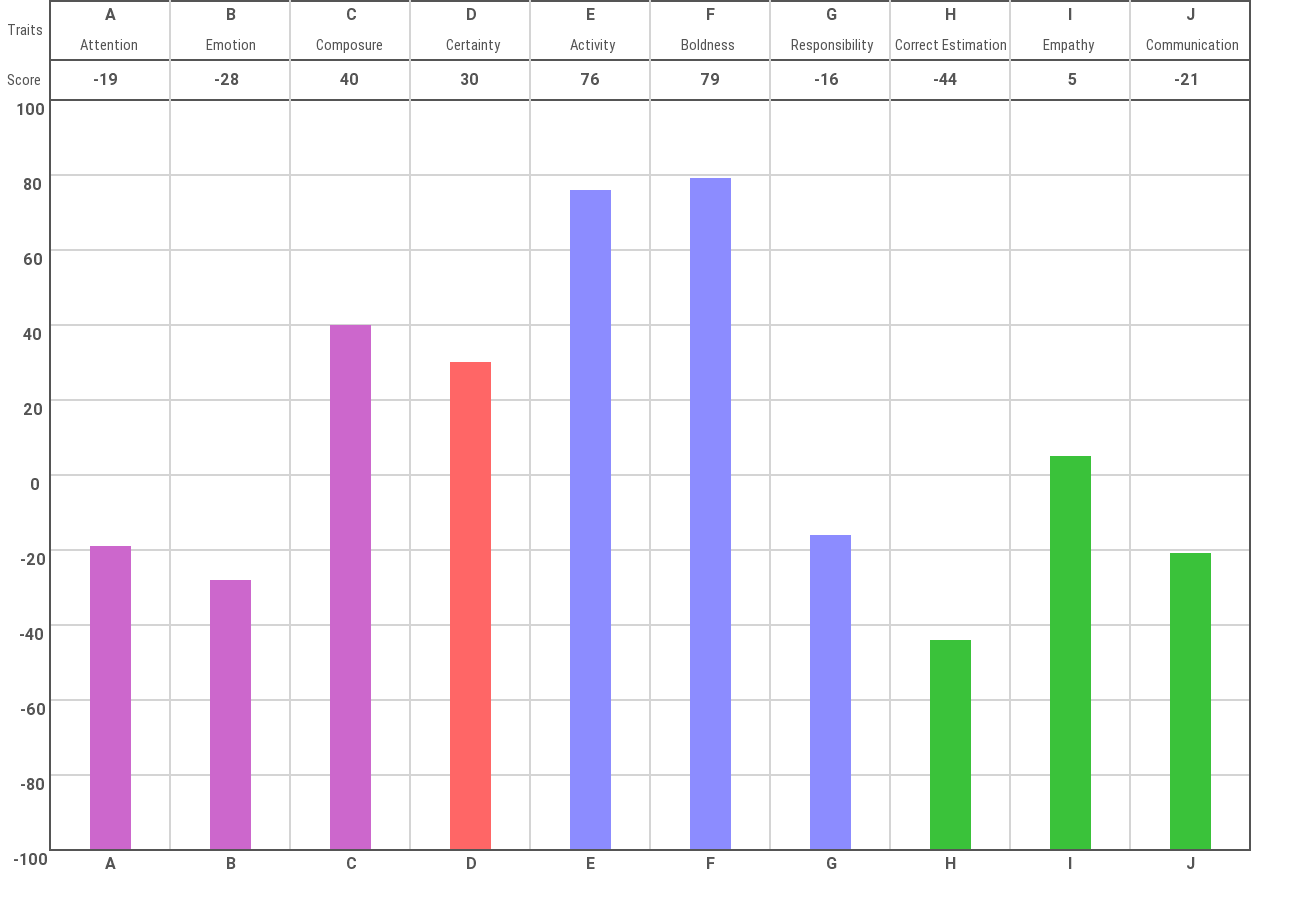 Traits A B C D E F G H I J
Attention Emotion Composure Certainty Activity Boldness Responsibility Correct Estimation Empathy Communication
Score -19 -28 40 30 76 79 -16 -44 5 -21
100
80
60
40
20
0
-20
-40
-60
-80
-100
A B C D E F G H I J